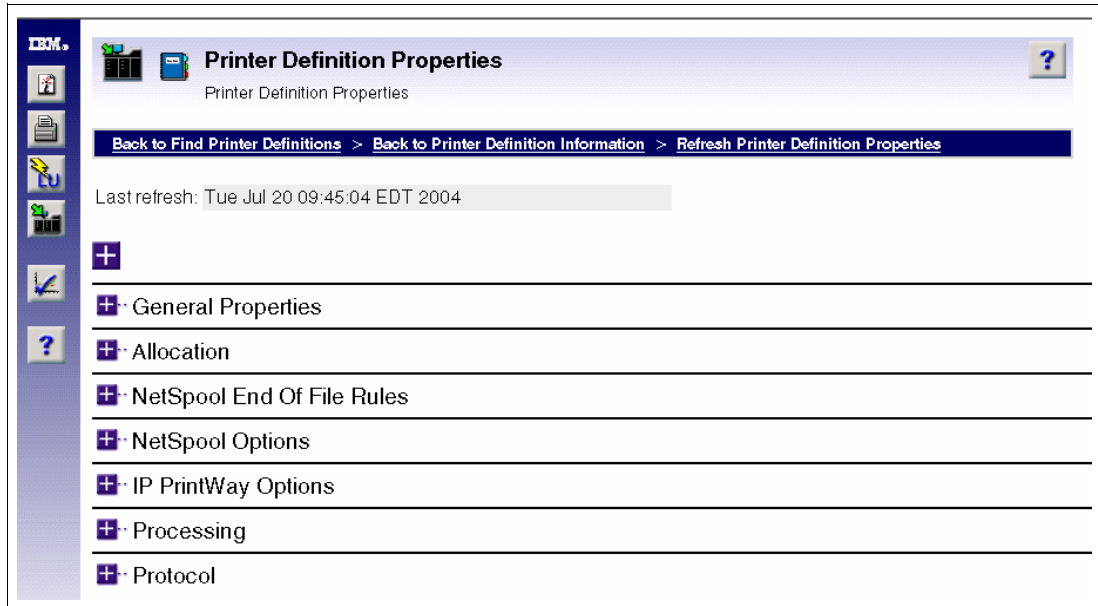 IBM.
Printer Definition Properties
?
Printer Definition Properties
Back to Find Printer Definitions > Back to Printer Definition Information > Refresh Printer Definition Properties
LU
Last refresh: Tue Jul 20 09:45:04 EDT 2004
General Properties
?
Allocation
NetSpool End Of File Rules
NetSpool Options
IP PrintWay Options
Processing
Protocol